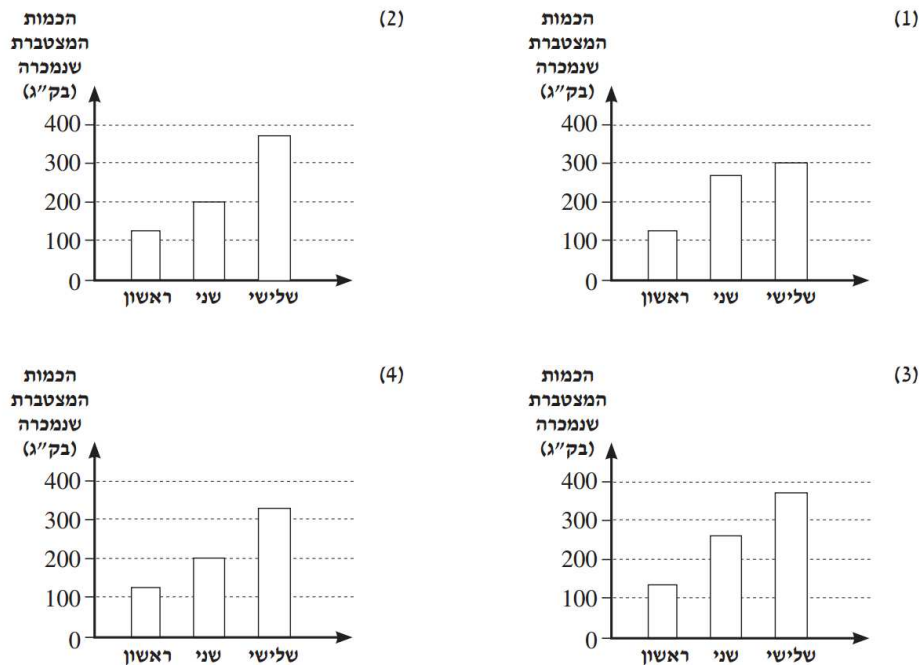 (1)
הכמות
המצטברת
שנמכרה
(בק"ג)
400
300
200
100
0
ראשון שני שלישי
(2)
הכמות
המצטברת
שנמכרה
(בק"ג)
400
300
200
100
0
ראשון שני שלישי
(3)
הכמות
המצטברת
שנמכרה
(בק"ג)
400
300
200
100
0
ראשון שני שלישי
(4)
הכמות
המצטברת
שנמכרה
(בק"ג)
400
300
200
100
0
ראשון שני שלישי